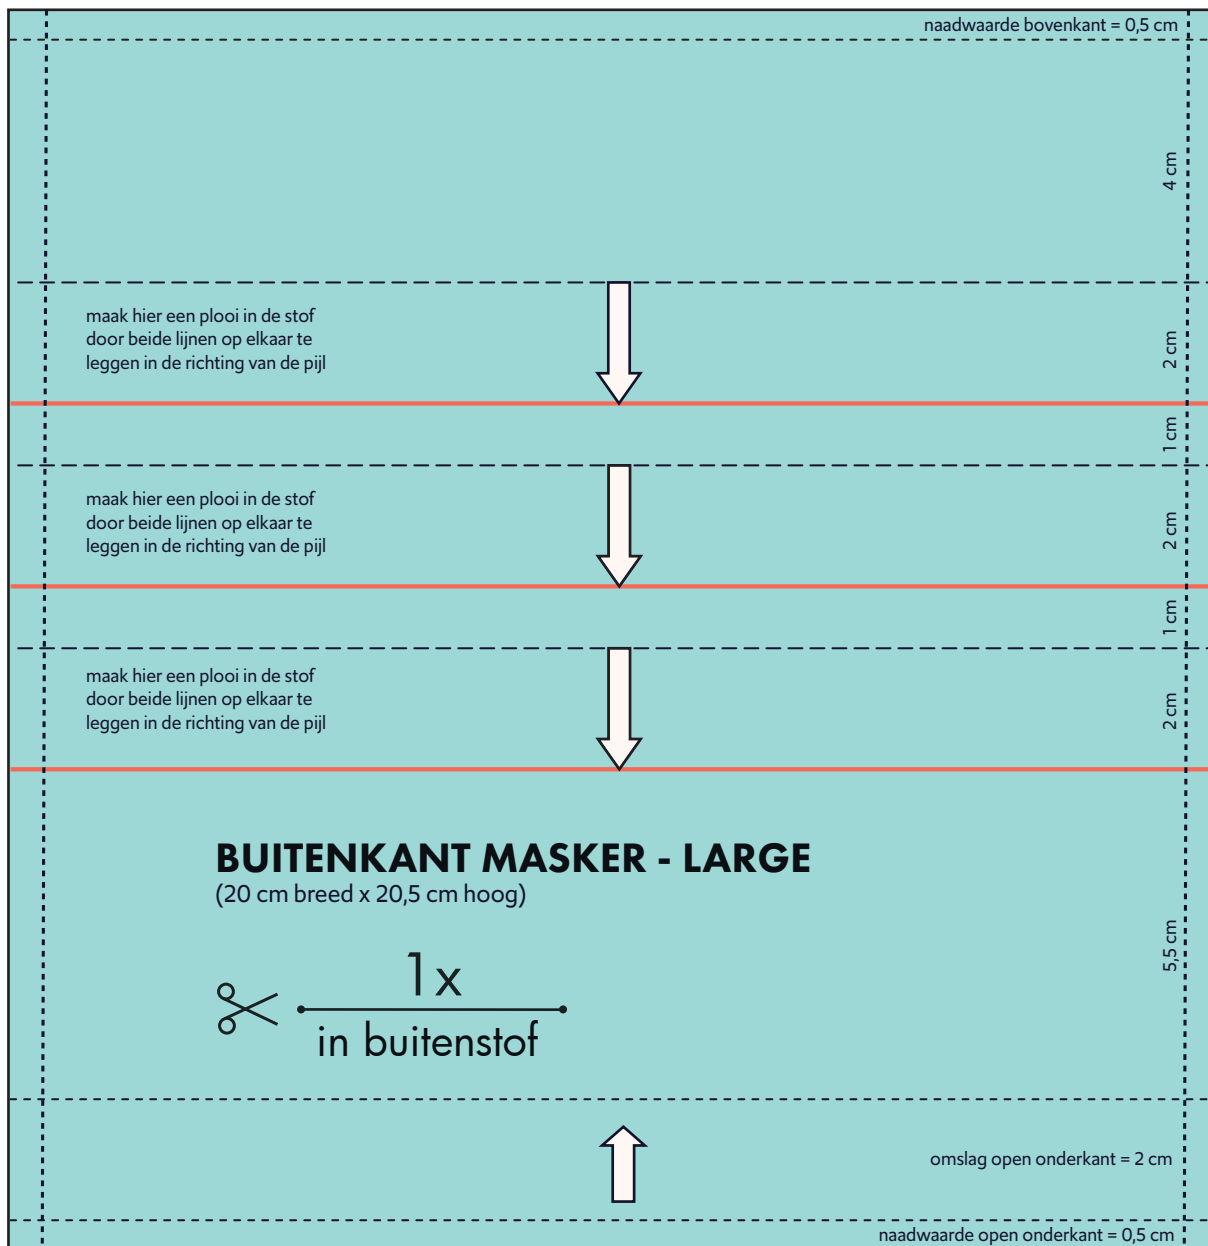 naadwaarde bovenkant = 0,5 cm
4 cm
maak hier een plooi in de stof
door beide lijnen op elkaar te
leggen in de richting van de pijl
2 cm
1 cm
maak hier een plooi in de stof
door beide lijnen op elkaar te
leggen in de richting van de pijl
2 cm
1 cm
maak hier een plooi in de stof
door beide lijnen op elkaar te
leggen in de richting van de pijl
2 cm
BUITENKANT MASKER - LARGE
(20 cm breed x 20,5 cm hoog)
5,5 cm
1x
in buitenstof
omslag open onderkant = 2 cm
naadwaarde open onderkant = 0,5 cm